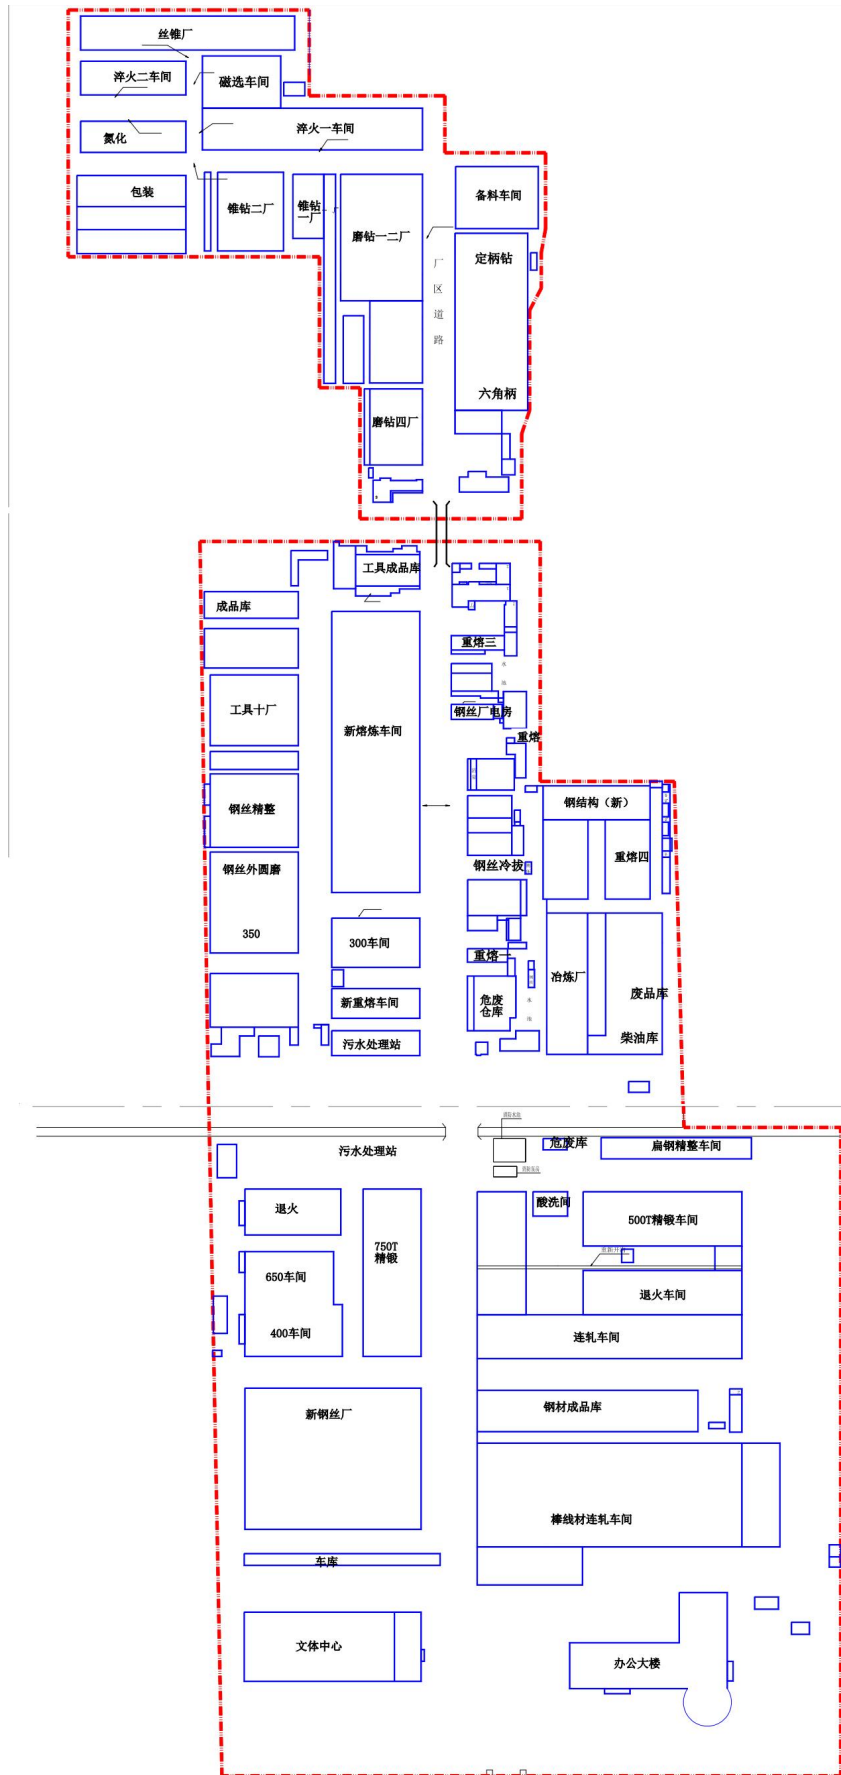 丝锥厂
淬火二车间
磁选车间
氮化
淬火一车间
包装
锥钻二厂
锥钻
一厂
厂
磨钻一二厂
备料车间
定柄钻
厂
区
道
路
六角柄
磨钻四厂
工具成品库
成品库
重熔三
水
池
工具十厂
钢丝厂电房
新熔炼车间
重熔
钢丝精整
钢结构（新）
钢丝外圆磨
钢丝冷拔
重熔四
350
300车间
重熔一
冶炼厂
废品库
新重熔车间
危废
仓库
水
池
柴油库
污水处理站
污水处理站
危废库
扁钢精整车间
退火
750T
精锻
酸洗间
500T精锻车间
650车间
退火车间
400车间
连轧车间
新钢丝厂
钢材成品库
棒线材连轧车间
车库
文体中心
办公大楼